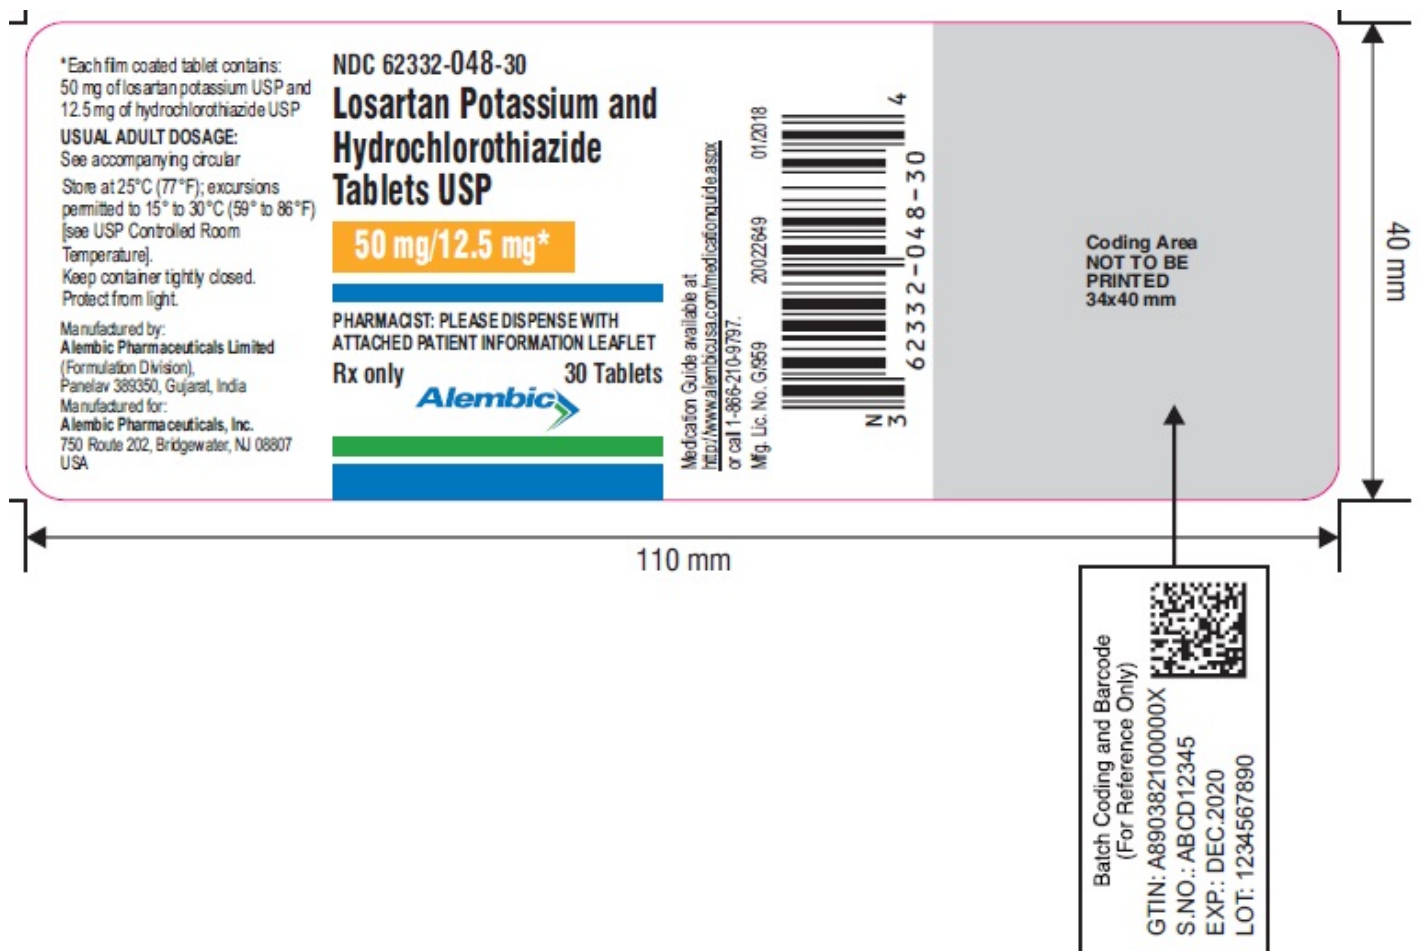 *Each film coated tablet contains:
50 mg of losartan potassium USP and
12.5 mg of hydrochlorothiazide USP
USUAL ADULT DOSAGE:
See accompanying circular
Store at 25°C (77°F); excursions
permitted to 15° to 30°C (59° to 86°F)
[see USP Controlled Room
Temperature].
Keep container tightly closed.
Protect from light.
Manufactured by:
Alembic Pharmaceuticals Limited
(Formulation Division),
Panelav 389350, Gujarat, India
Manufactured for:
Alembic Pharmaceuticals, Inc.
750 Route 202, Bridgewater, NJ 08807
USA
NDC 62332-048-30
Losartan Potassium and
Hydrochlorothiazide
Tablets USP
50 mg/12.5 mg*
PHARMACIST: PLEASE DISPENSE WITH
ATTACHED PATIENT INFORMATION LEAFLET
Rx only 30 Tablets
Alembic
Medication Guide available at
http://www.alembicusa.com/medicationguide.aspx
or call 1-866-210-9797.
Mfg. Lic. No. G/959 20022649 01/2018
N
3 4
62332-048-30
Coding Area
NOT TO BE
PRINTED
34x40 mm
40 mm
110 mm
Batch Coding and Barcode
(For Reference Only)
GTIN: A890382100000X
S.NO.: ABCD12345
EXP.: DEC.2020
LOT: 1234567890